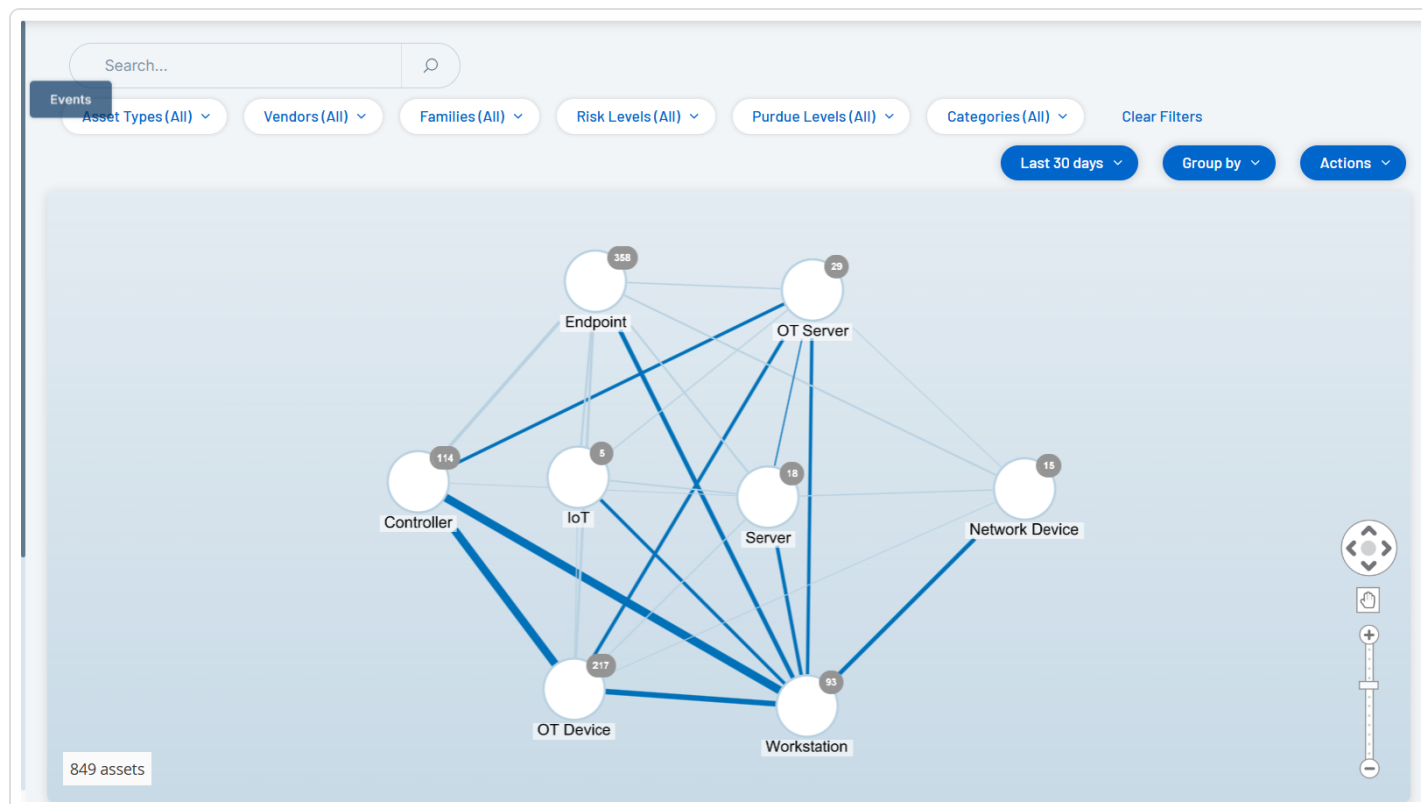 Search...
Events
Asset Types (All)
Vendors (All)
Families (All)
Risk Levels (All)
Purdue Levels (All)
Categories (All)
Clear Filters
Last 30 days
Group by
Actions
358
Endpoint
29
OT Server
114
Controller
5
IoT
18
Server
15
Network Device
217
OT Device
93
Workstation
849 assets